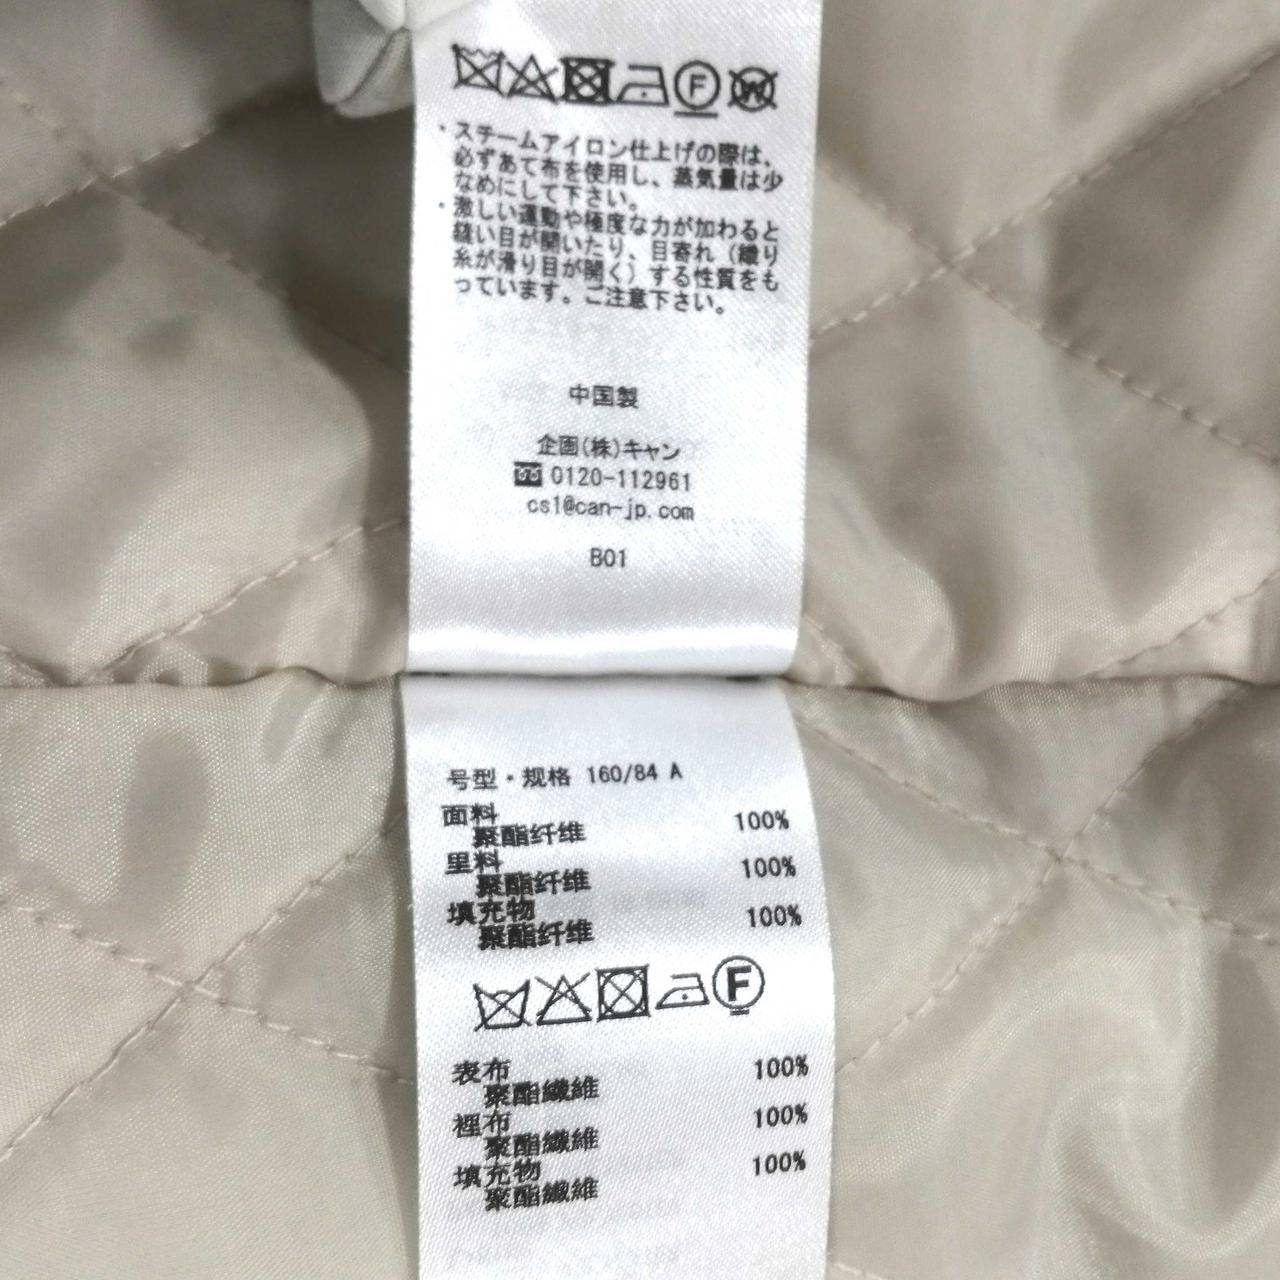 F W
・スチームアイロン仕上げの際は、
必ずあて布を使用し、蒸気量は少
なめにして下さい。
・激しい運動や極度な力が加わると
縫い目が開いたり、目寄れ（織り
糸が滑り目が開く）する性質をも
っています。ご注意下さい。
中国製
企画(株)キャン
0120-112961
cs1@can-jp.com
B01
号型・规格 160/84 A
面料
聚酯纤维 100%
里料
聚酯纤维 100%
填充物
聚酯纤维 100%
F
表布
聚酯纖維 100%
裡布
聚酯纖維 100%
填充物
聚酯纖維 100%